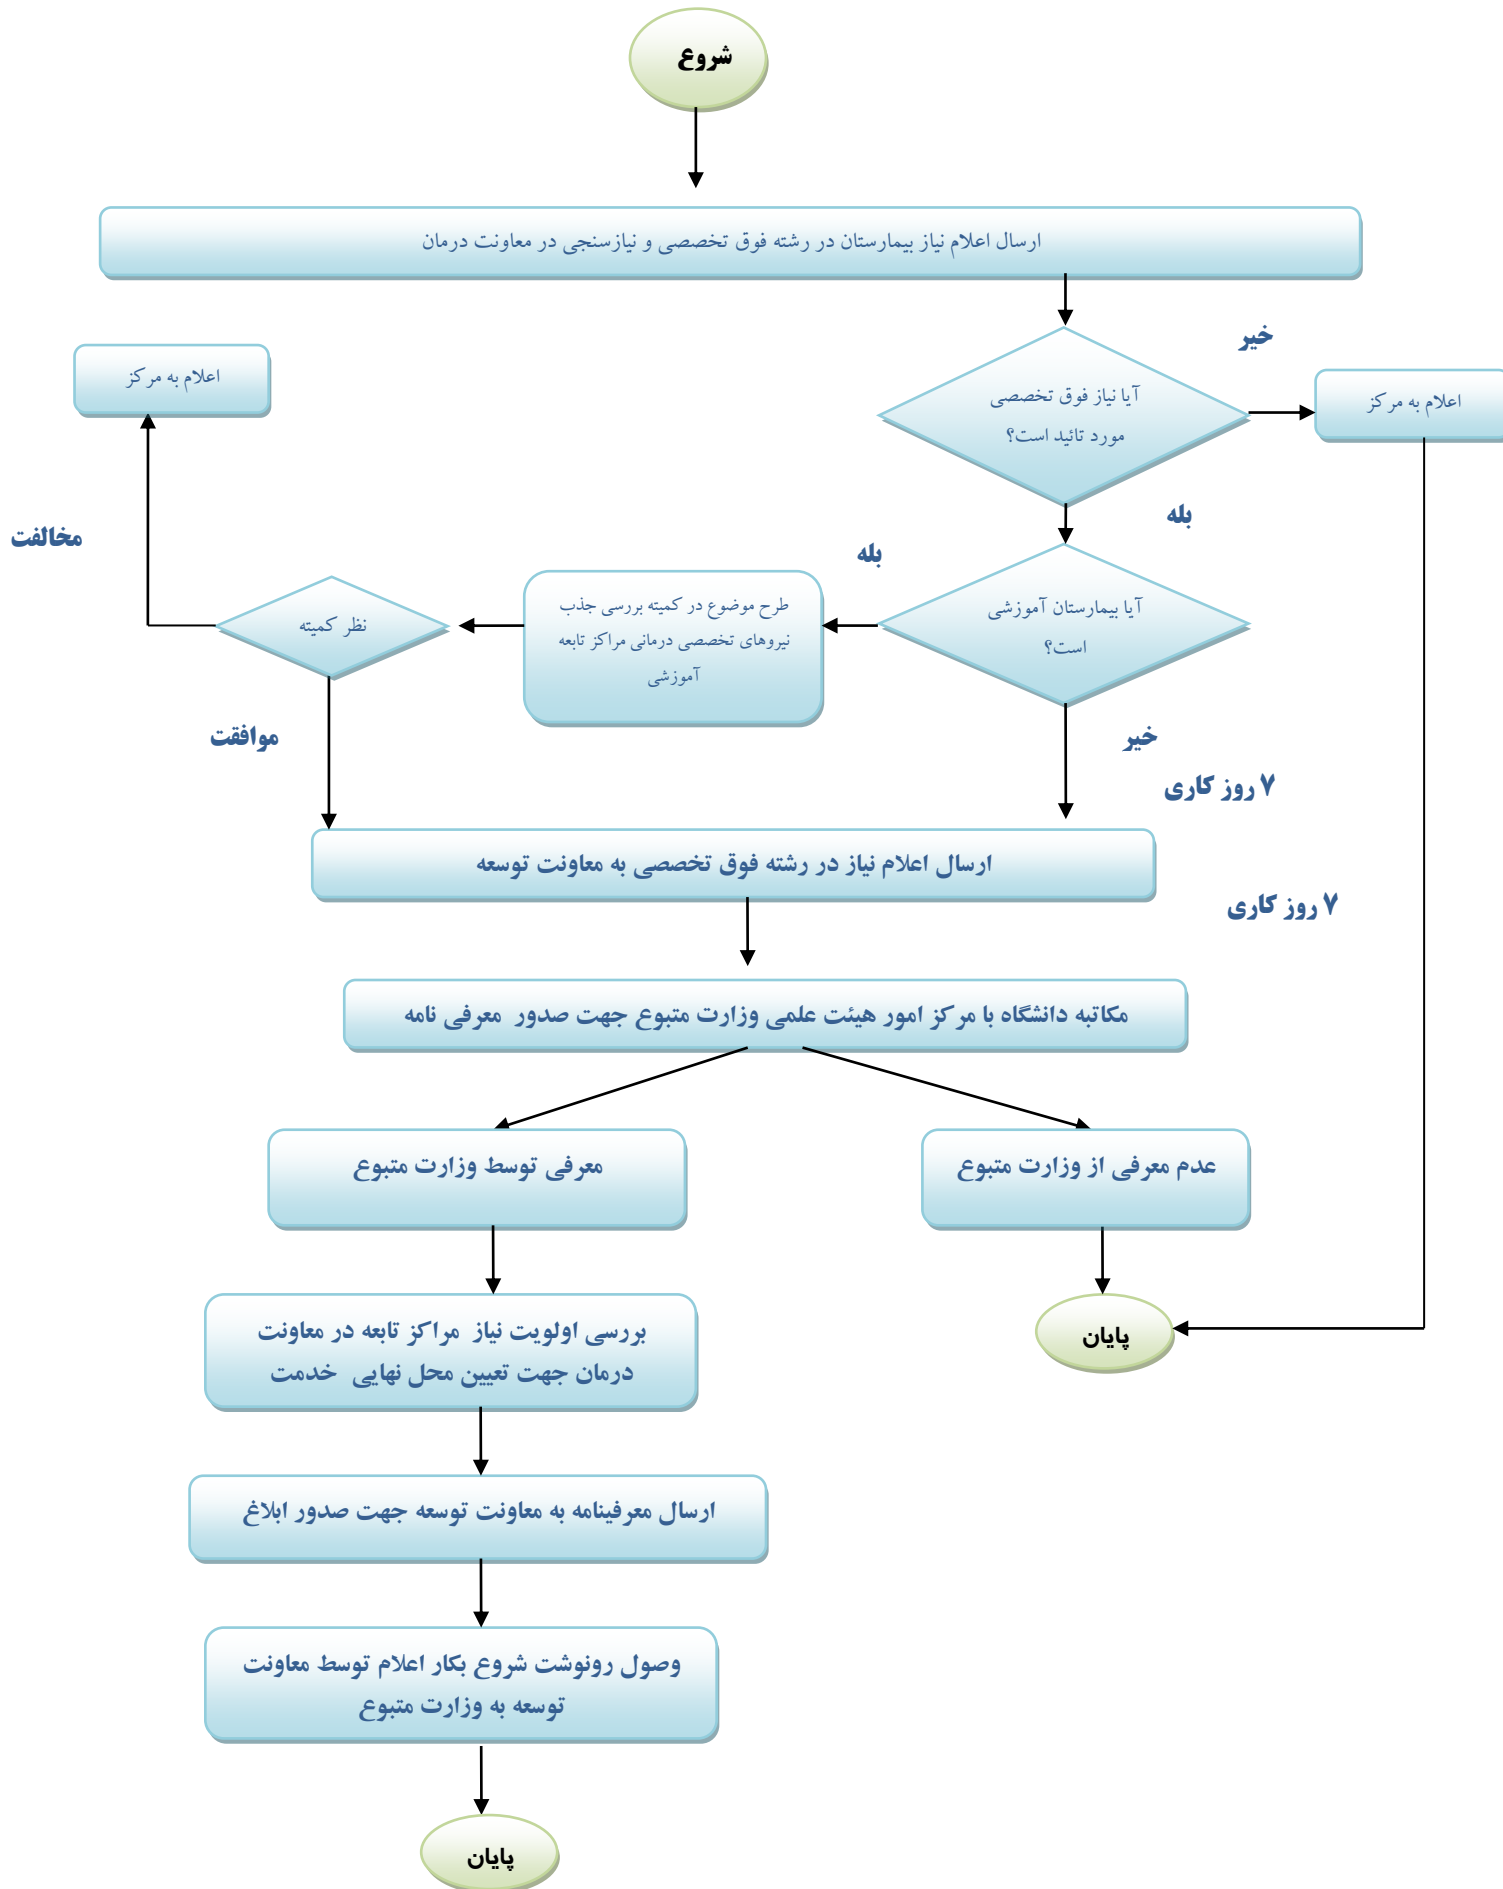 شروع
ارسال اعلام نیاز بیمارستان در رشته فوق تخصصی و نیازسنجی در معاونت درمان
خیر
اعلام به مرکز
آیا نیاز فوق تخصصی
مورد تائید است؟
اعلام به مرکز
بله
مخالفت
بله
آیا بیمارستان آموزشی
است؟
طرح موضوع در کمیته بررسی جذب
نیروهای تخصصی درمانی مراکز تابعه
آموزشی
نظر کمیته
موافقت
خیر
۷ روز کاری
ارسال اعلام نیاز در رشته فوق تخصصی به معاونت توسعه
۷ روز کاری
مکاتبه دانشگاه با مرکز امور هیئت علمی وزارت متبوع جهت صدور معرفی نامه
عدم معرفی از وزارت متبوع
معرفی توسط وزارت متبوع
بررسی اولویت نیاز مراکز تابعه در معاونت
درمان جهت تعیین محل نهایی خدمت
پایان
ارسال معرفینامه به معاونت توسعه جهت صدور ابلاغ
وصول رونوشت شروع بکار اعلام توسط معاونت
توسعه به وزارت متبوع
پایان